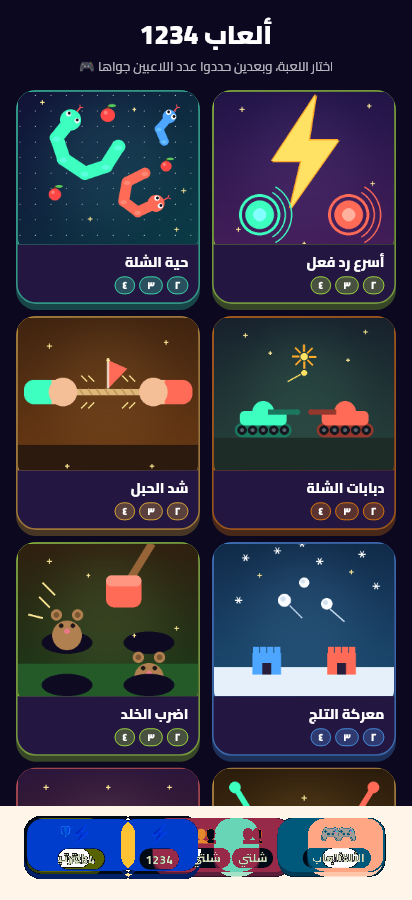 ألعاب 1234
اختار اللعبة، وبعدين حددوا عدد اللاعبين جواها 🎮
أسرع رد فعل
٢ ٣ ٤
حية الشلة
٢ ٣ ٤
دبابات الشلة
٢ ٣ ٤
شد الحبل
٢ ٣ ٤
معركة التلج
٢ ٣ ٤
اضرب الخلد
٢ ٣ ٤
شلتي
1234